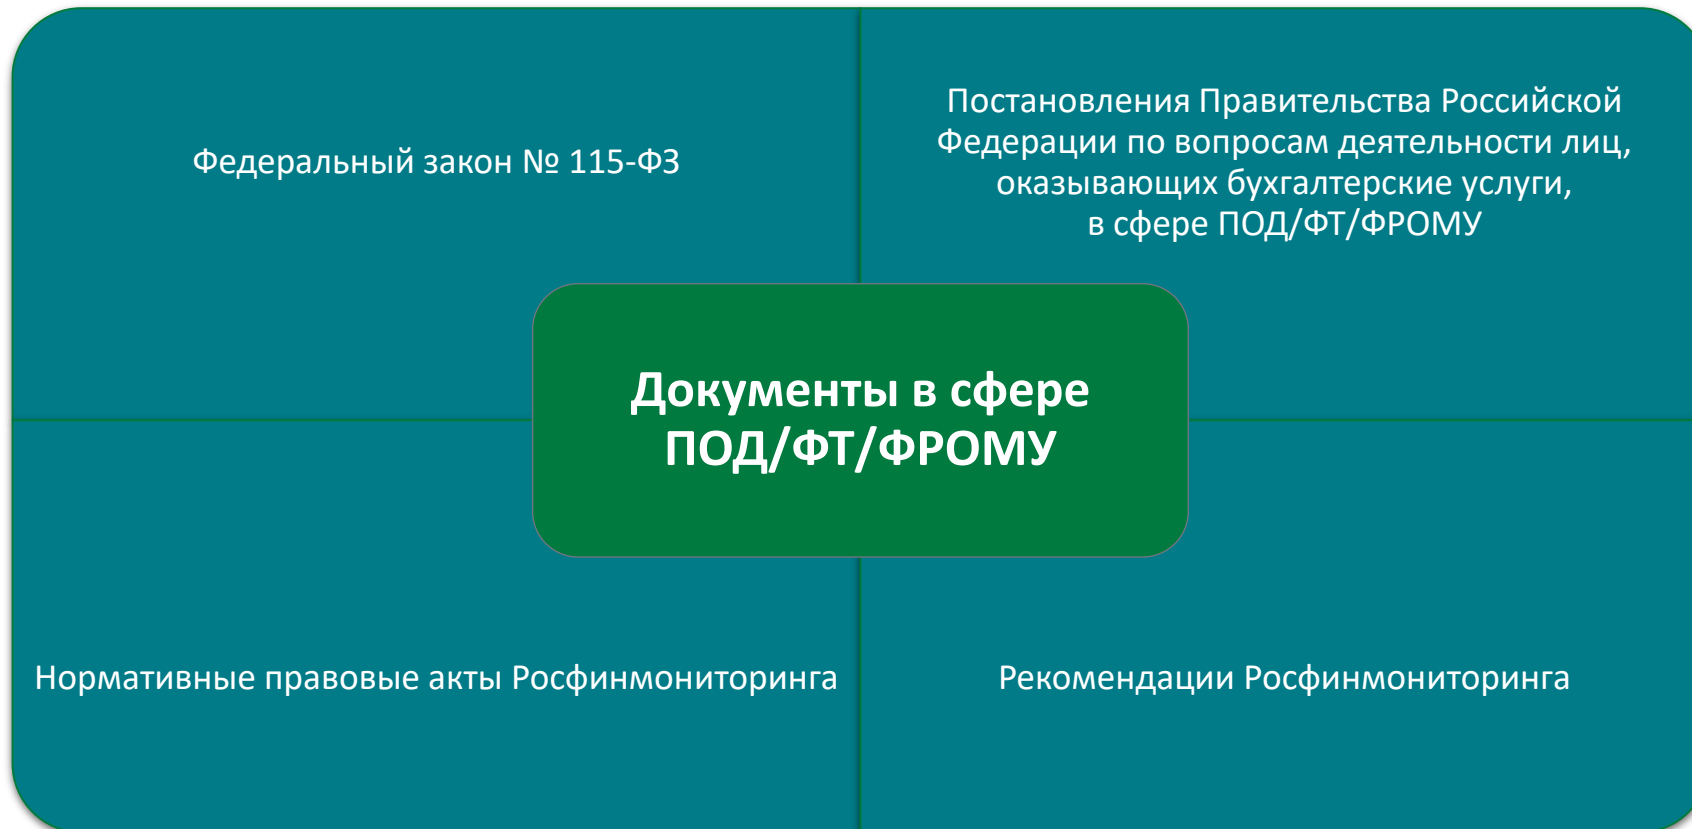 Федеральный закон № 115-ФЗ
Постановления Правительства Российской
Федерации по вопросам деятельности лиц,
оказывающих бухгалтерские услуги,
в сфере ПОД/ФТ/ФРОМУ
Документы в сфере
ПОД/ФТ/ФРОМУ
Нормативные правовые акты Росфинмониторинга
Рекомендации Росфинмониторинга